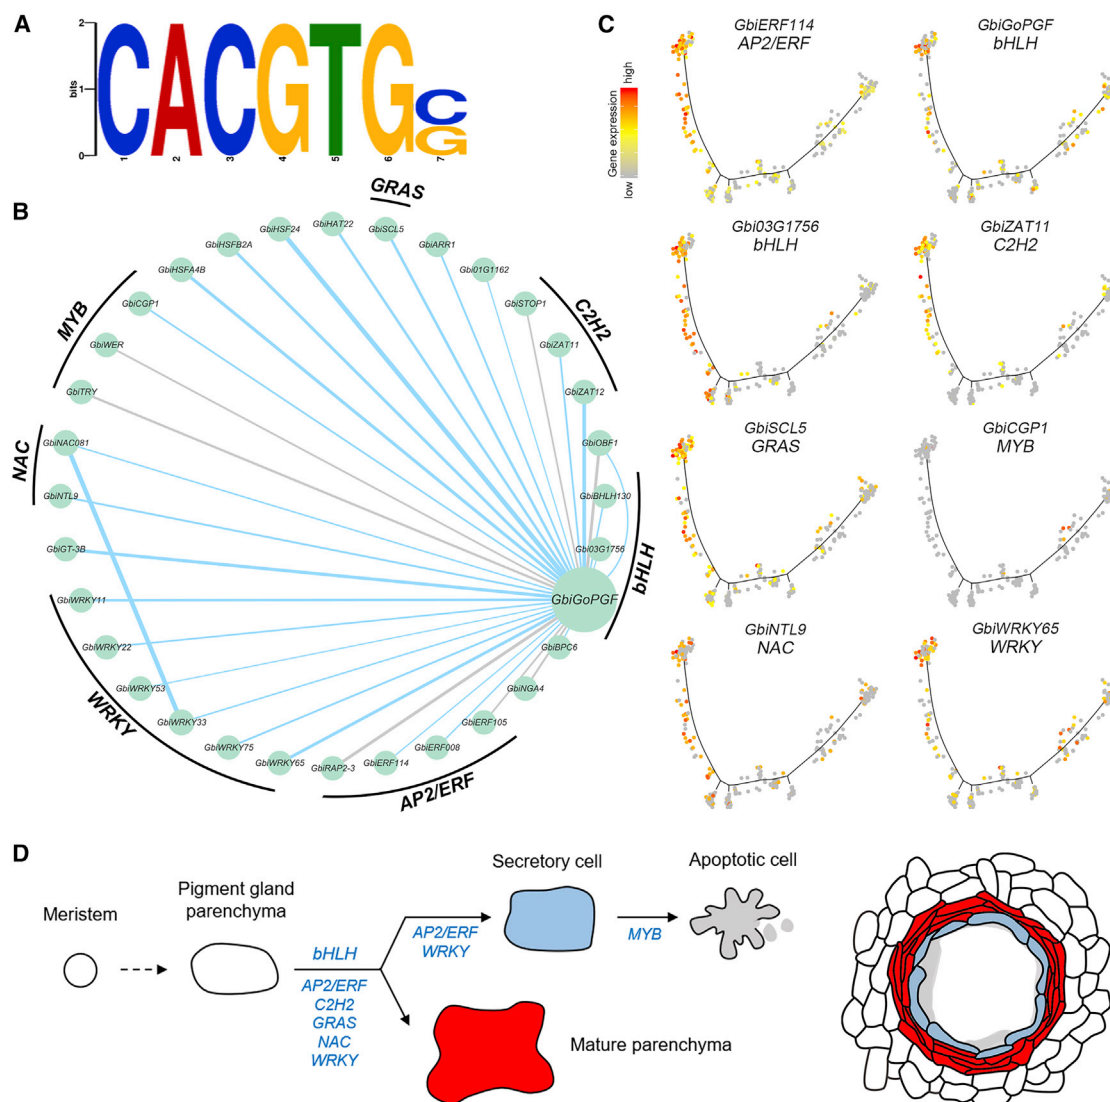 A
2
bits
1
0
CACGTGC
G
1 2 3 4 5 6 7
B
GRAS
MYB
NAC
WRKY
AP2/ERF
bHLH
C2H2
GbiHSF24
GbiHAT22
GbiSCL5
GbiARR1
Gbi01G1162
GbiSTOP1
GbiZAT11
GbiZAT12
GbiOBF1
GbiBHLH130
Gbi03G1756
GbiGoPGF
GbiBPC6
GbiNGA4
GbiERF105
GbiERF008
GbiERF114
GbiRAP2-3
GbiWRKY65
GbiWRKY75
GbiWRKY33
GbiWRKY53
GbiWRKY22
GbiWRKY11
GbiGT-3B
GbiNTL9
GbiNAC081
GbiTRY
GbiWER
GbiCGP1
GbiHSFA4B
GbiHSFB2A
C
Gene expression
high
low
GbiERF114
AP2/ERF
GbiGoPGF
bHLH
Gbi03G1756
bHLH
GbiZAT11
C2H2
GbiSCL5
GRAS
GbiCGP1
MYB
GbiNTL9
NAC
GbiWRKY65
WRKY
D
Meristem
Pigment gland
parenchyma
bHLH
AP2/ERF
C2H2
GRAS
NAC
WRKY
AP2/ERF
WRKY
Secretory cell
MYB
Apoptotic cell
Mature parenchyma